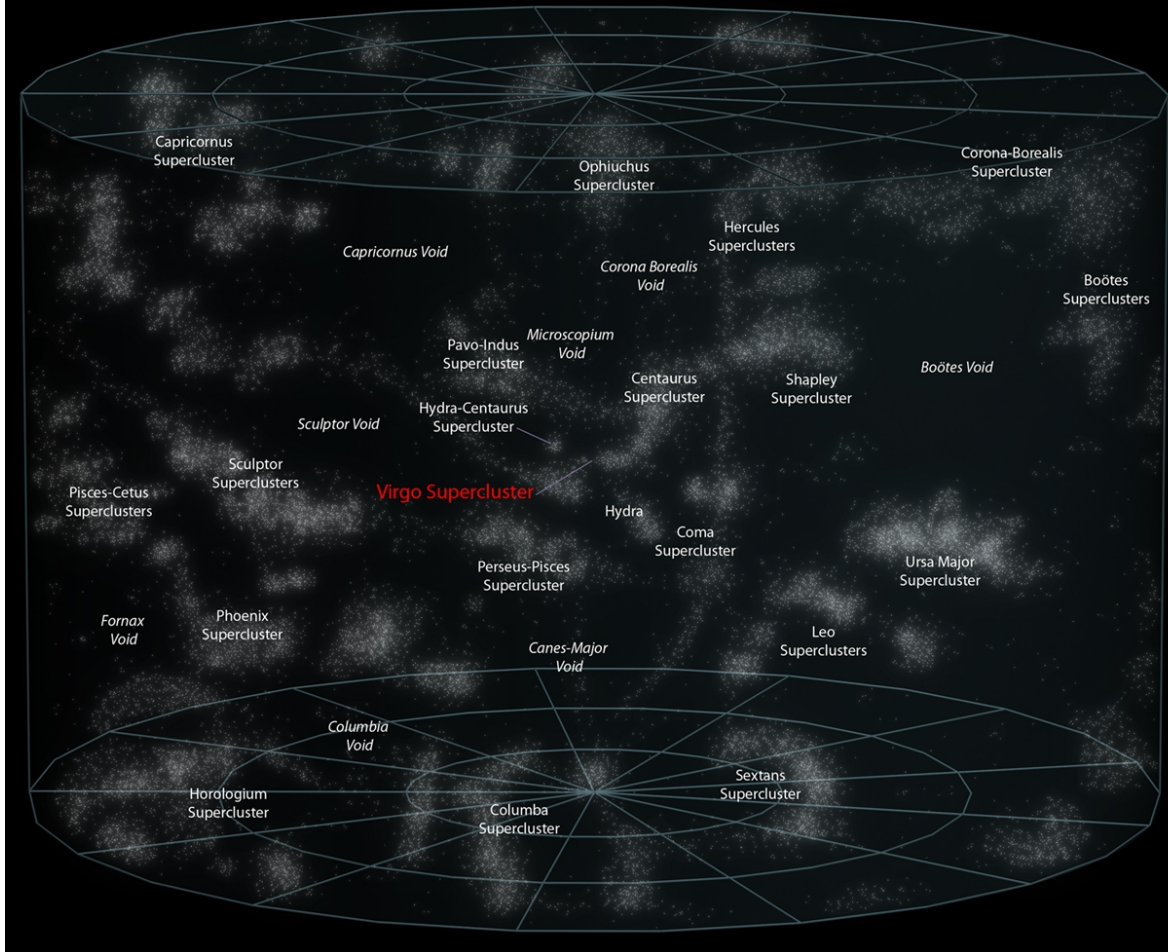 Capricornus
Supercluster
Ophiuchus
Supercluster
Corona-Borealis
Supercluster
Hercules
Superclusters
Capricornus Void
Corona Borealis
Void
Boötes
Superclusters
Microscopium
Void
Pavo-Indus
Supercluster
Boötes Void
Centaurus
Supercluster
Shapley
Supercluster
Hydra-Centaurus
Supercluster
Sculptor Void
Sculptor
Superclusters
Virgo Supercluster
Pisces-Cetus
Superclusters
Hydra
Coma
Supercluster
Ursa Major
Supercluster
Perseus-Pisces
Supercluster
Fornax
Void
Phoenix
Supercluster
Leo
Superclusters
Canes-Major
Void
Columbia
Void
Sextans
Supercluster
Horologium
Supercluster
Columba
Supercluster